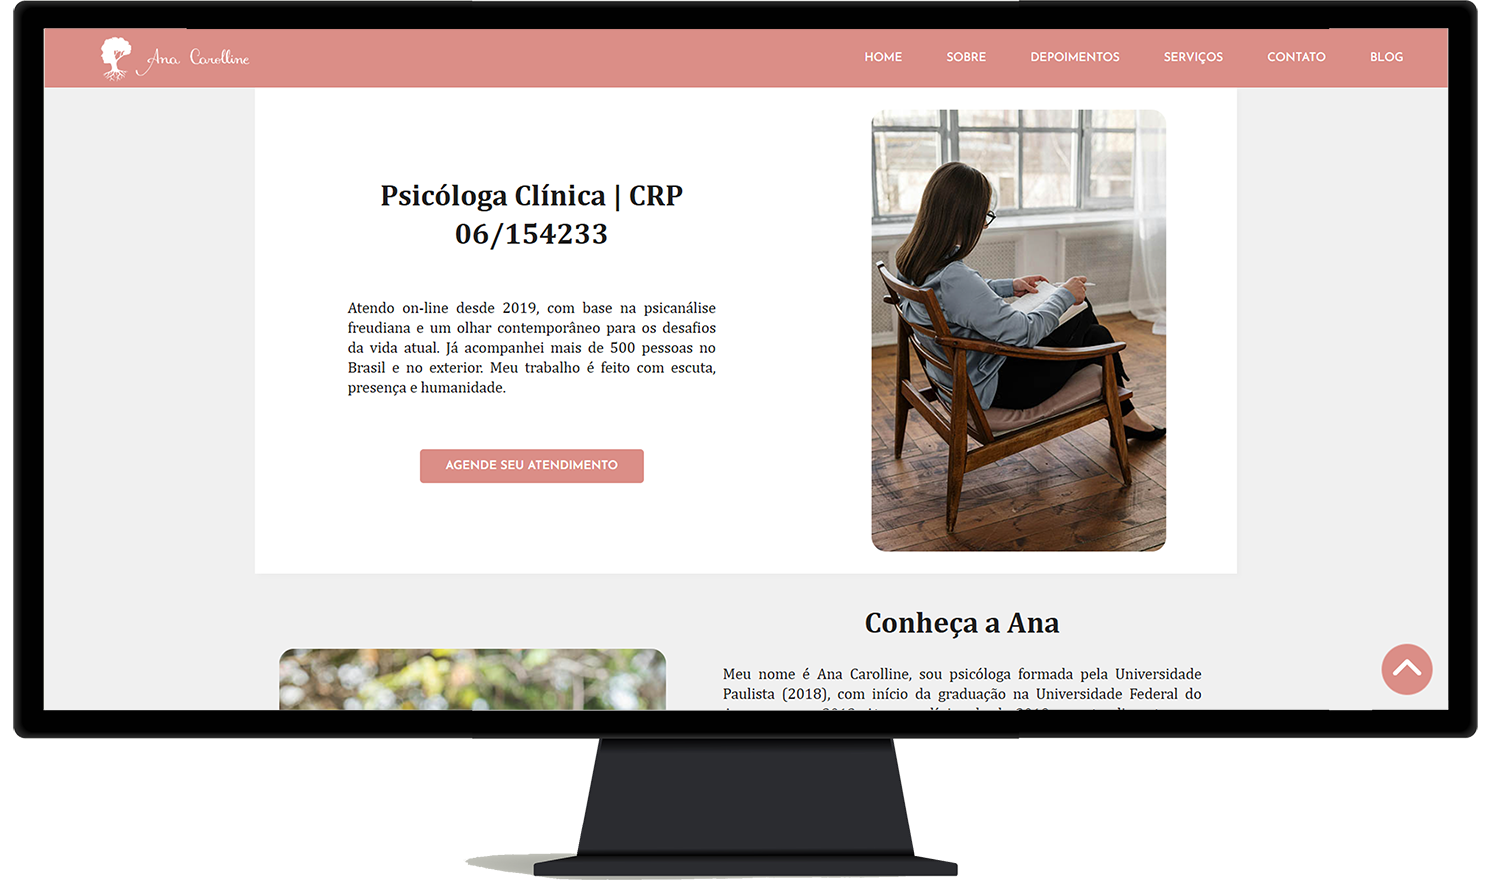 Ana Carolline
HOME SOBRE DEPOIMENTOS SERVIÇOS CONTATO BLOG
Psicóloga Clínica | CRP
06/154233
Atendo on-line desde 2019, com base na psicanálise
freudiana e um olhar contemporâneo para os desafios
da vida atual. Já acompanhei mais de 500 pessoas no
Brasil e no exterior. Meu trabalho é feito com escuta,
presença e humanidade.
AGENDE SEU ATENDIMENTO
Conheça a Ana
Meu nome é Ana Carolline, sou psicóloga formada pela Universidade
Paulista (2018), com início da graduação na Universidade Federal do